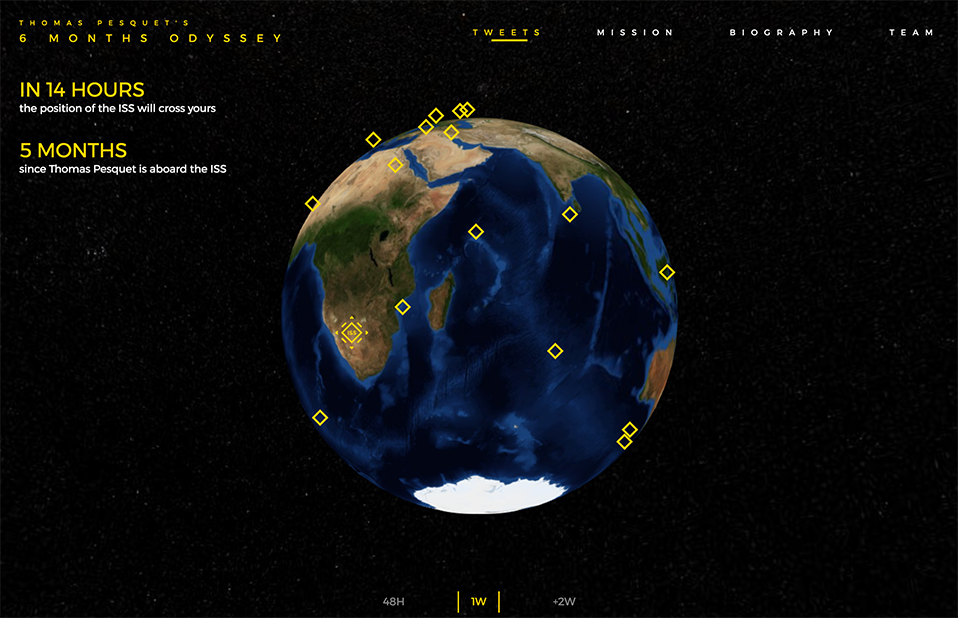 THOMAS PESQUET'S
6 MONTHS ODYSSEY
TWEETS
MISSION
BIOGRAPHY
TEAM
IN 14 HOURS
the position of the ISS will cross yours
5 MONTHS
since Thomas Pesquet is aboard the ISS
ISS
48H
1W
+2W